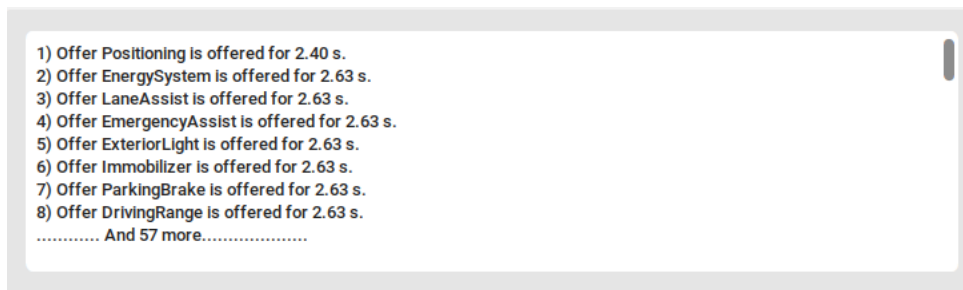 1) Offer Positioning is offered for 2.40 s.
2) Offer EnergySystem is offered for 2.63 s.
3) Offer LaneAssist is offered for 2.63 s.
4) Offer EmergencyAssist is offered for 2.63 s.
5) Offer ExteriorLight is offered for 2.63 s.
6) Offer Immobilizer is offered for 2.63 s.
7) Offer ParkingBrake is offered for 2.63 s.
8) Offer DrivingRange is offered for 2.63 s.
............ And 57 more....................